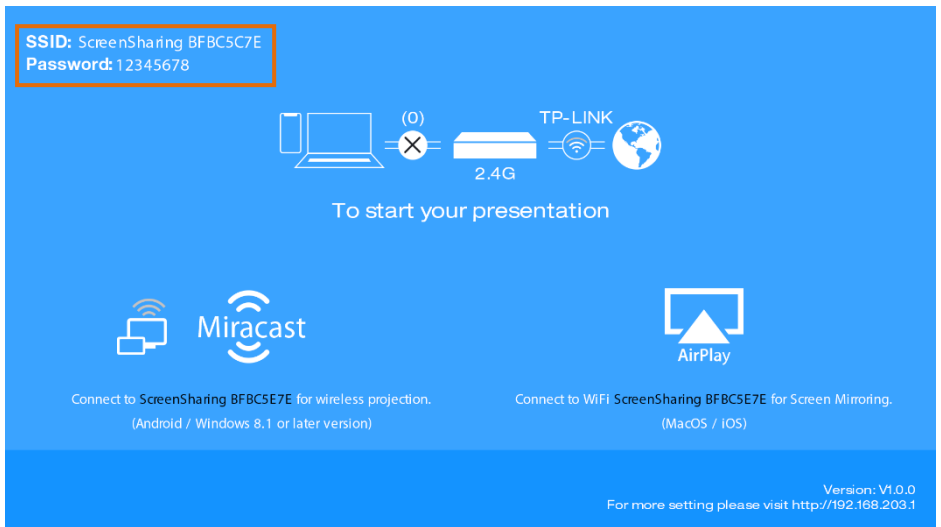 SSID: ScreenSharing BFBC5C7E
Password: 12345678
(0)
TP-LINK
2.4G
To start your presentation
Miracast
AirPlay
Connect to ScreenSharing BFBC5E7E for wireless projection.
(Android / Windows 8.1 or later version)
Connect to WiFi ScreenSharing BFBC5E7E for Screen Mirroring.
(MacOS / iOS)
Version: V1.0.0
For more setting please visit http://192.168.203.1